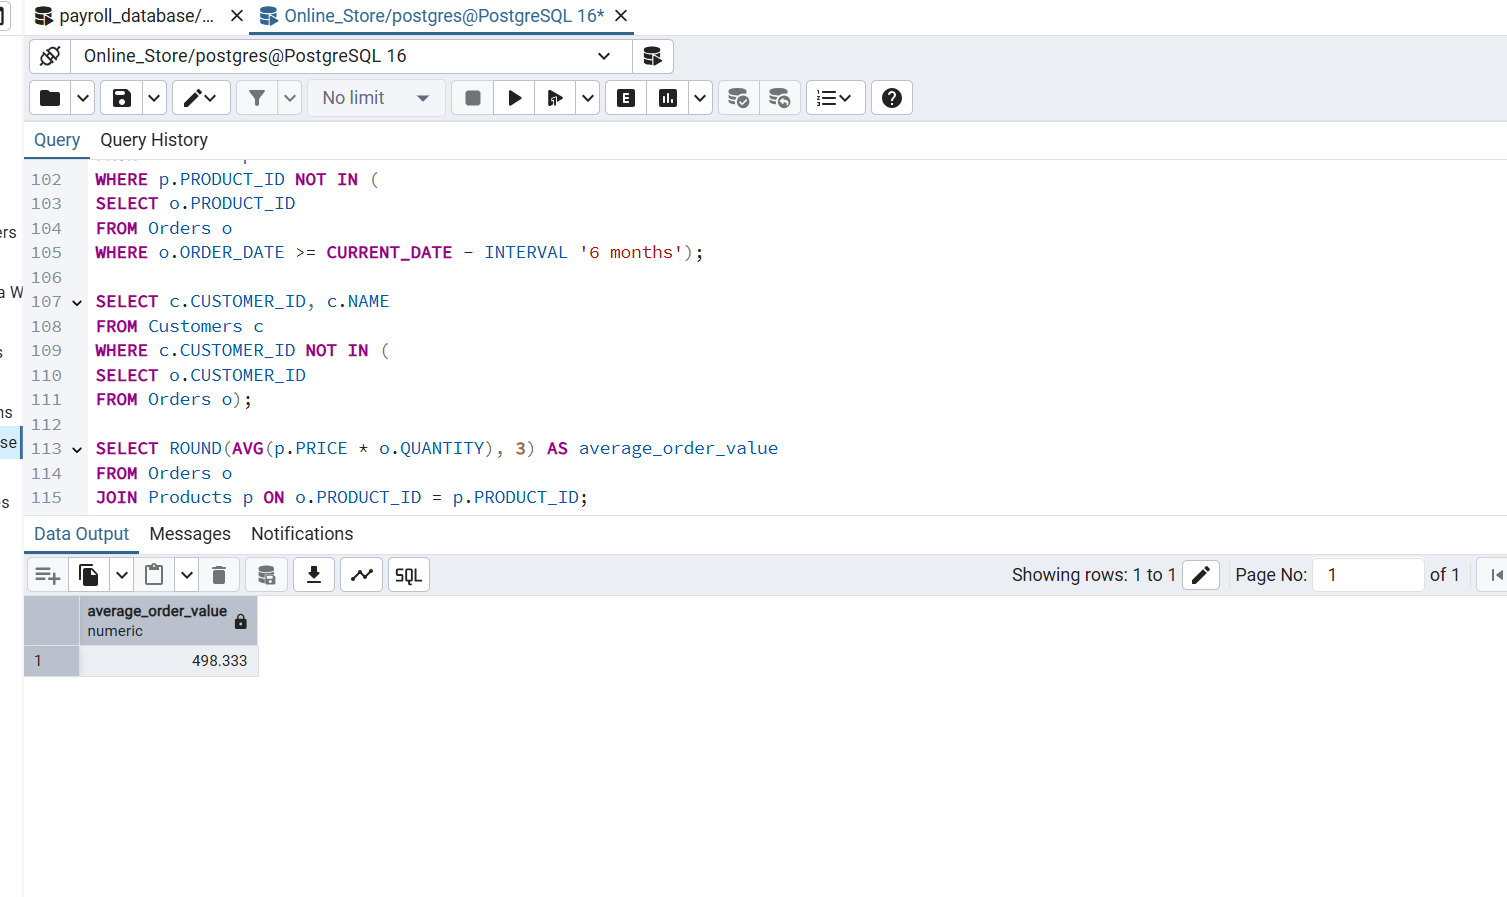 payroll_database/...
Online_Store/postgres@PostgreSQL 16*
Online_Store/postgres@PostgreSQL 16
No limit
E
Query Query History
102 WHERE p.PRODUCT_ID NOT IN (
103 SELECT o.PRODUCT_ID
104 FROM Orders o
105 WHERE o.ORDER_DATE >= CURRENT_DATE - INTERVAL '6 months');
106
107 SELECT c.CUSTOMER_ID, c.NAME
108 FROM Customers c
109 WHERE c.CUSTOMER_ID NOT IN (
110 SELECT o.CUSTOMER_ID
111 FROM Orders o);
112
113 SELECT ROUND(AVG(p.PRICE * o.QUANTITY), 3) AS average_order_value
114 FROM Orders o
115 JOIN Products p ON o.PRODUCT_ID = p.PRODUCT_ID;
ers
a W
s
ns
se
es
Data Output Messages Notifications
SQL
Showing rows: 1 to 1
Page No: 1 of 1
average_order_value
numeric
1 498.333